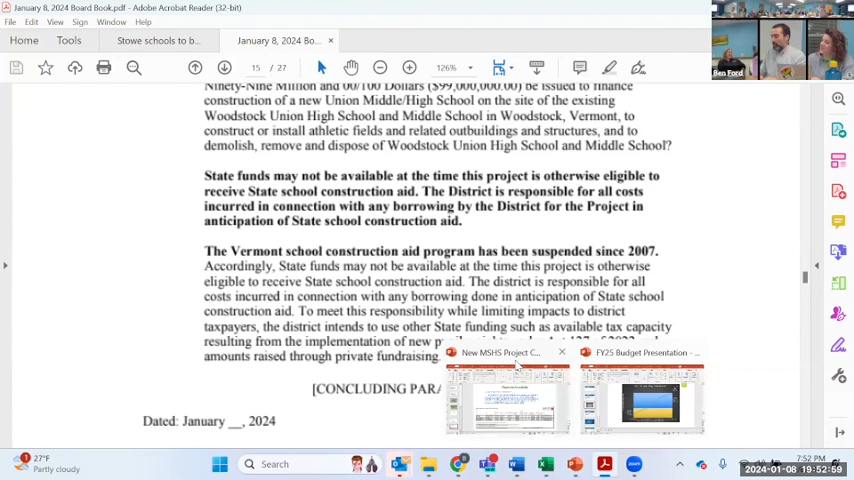 January 8, 2024 Board Book.pdf - Adobe Acrobat Reader (32-bit)
File Edit View Sign Window Help
Home Tools Stowe schools to b... January 8, 2024 Bo... ×
15 / 27 126%
Ben Ford
Ninety-Nine Million and 00/100 Dollars ($99,000,000.00) be issued to finance
construction of a new Union Middle/High School on the site of the existing
Woodstock Union High School and Middle School in Woodstock, Vermont, to
construct or install athletic fields and related outbuildings and structures, and to
demolish, remove and dispose of Woodstock Union High School and Middle School?
State funds may not be available at the time this project is otherwise eligible to
receive State school construction aid. The District is responsible for all costs
incurred in connection with any borrowing by the District for the Project in
anticipation of State school construction aid.
The Vermont school construction aid program has been suspended since 2007.
Accordingly, State funds may not be available at the time this project is otherwise
eligible to receive State school construction aid. The district is responsible for all
costs incurred in connection with any borrowing done in anticipation of State school
construction aid. To meet this responsibility while limiting impacts to district
taxpayers, the district intends to use other State funding such as available tax capacity
resulting from the implementation of new
amounts raised through private fundraising.
New MSHS Project C... × FY25 Budget Presentation - ...
[CONCLUDING PARA
Dated: January __, 2024
27°F
Partly cloudy
Search
7:52 PM
2024-01-08 19:52:59